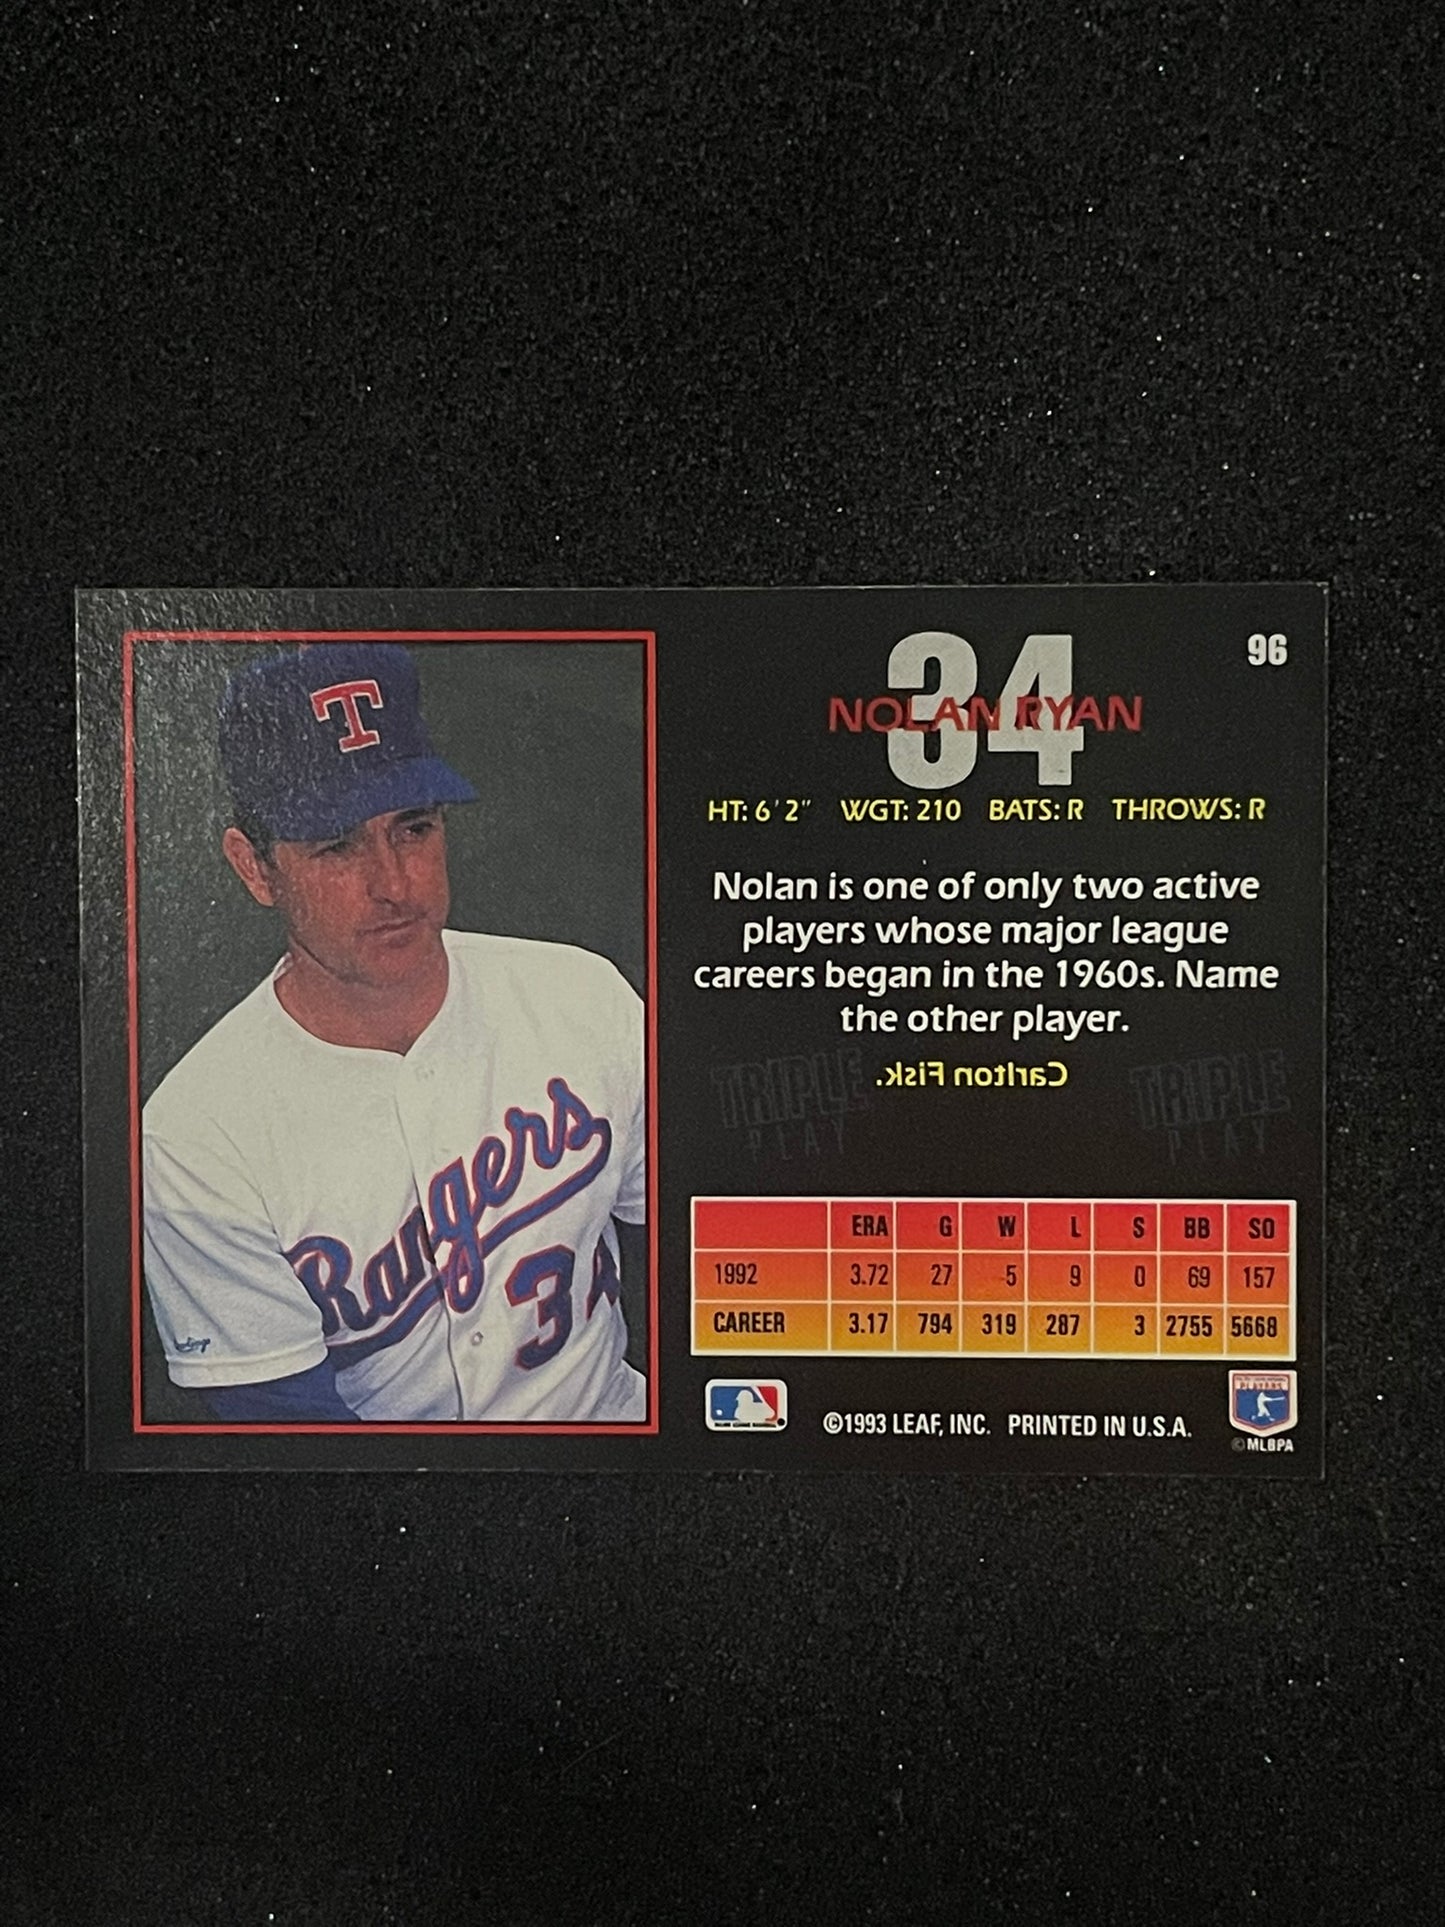 T
Rangers
34
34
NOLAN RYAN
96
HT: 6' 2" WGT: 210 BATS: R THROWS: R
Nolan is one of only two active
players whose major league
careers began in the 1960s. Name
the other player.
Carlton Fisk.
TRIPLE PLAY TRIPLE PLAY
ERA G W L S BB SO
1992 3.72 27 5 9 0 69 157
CAREER 3.17 794 319 287 3 2755 5668
©1993 LEAF, INC. PRINTED IN U.S.A.
PLAYERS
©MLBPA